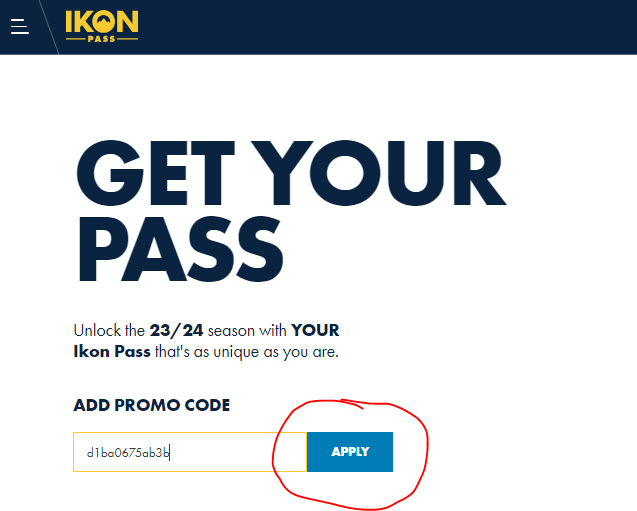 IKON
PASS
GET YOUR
PASS
Unlock the 23/24 season with YOUR
Ikon Pass that's as unique as you are.
ADD PROMO CODE
d1ba0675ab3b
APPLY